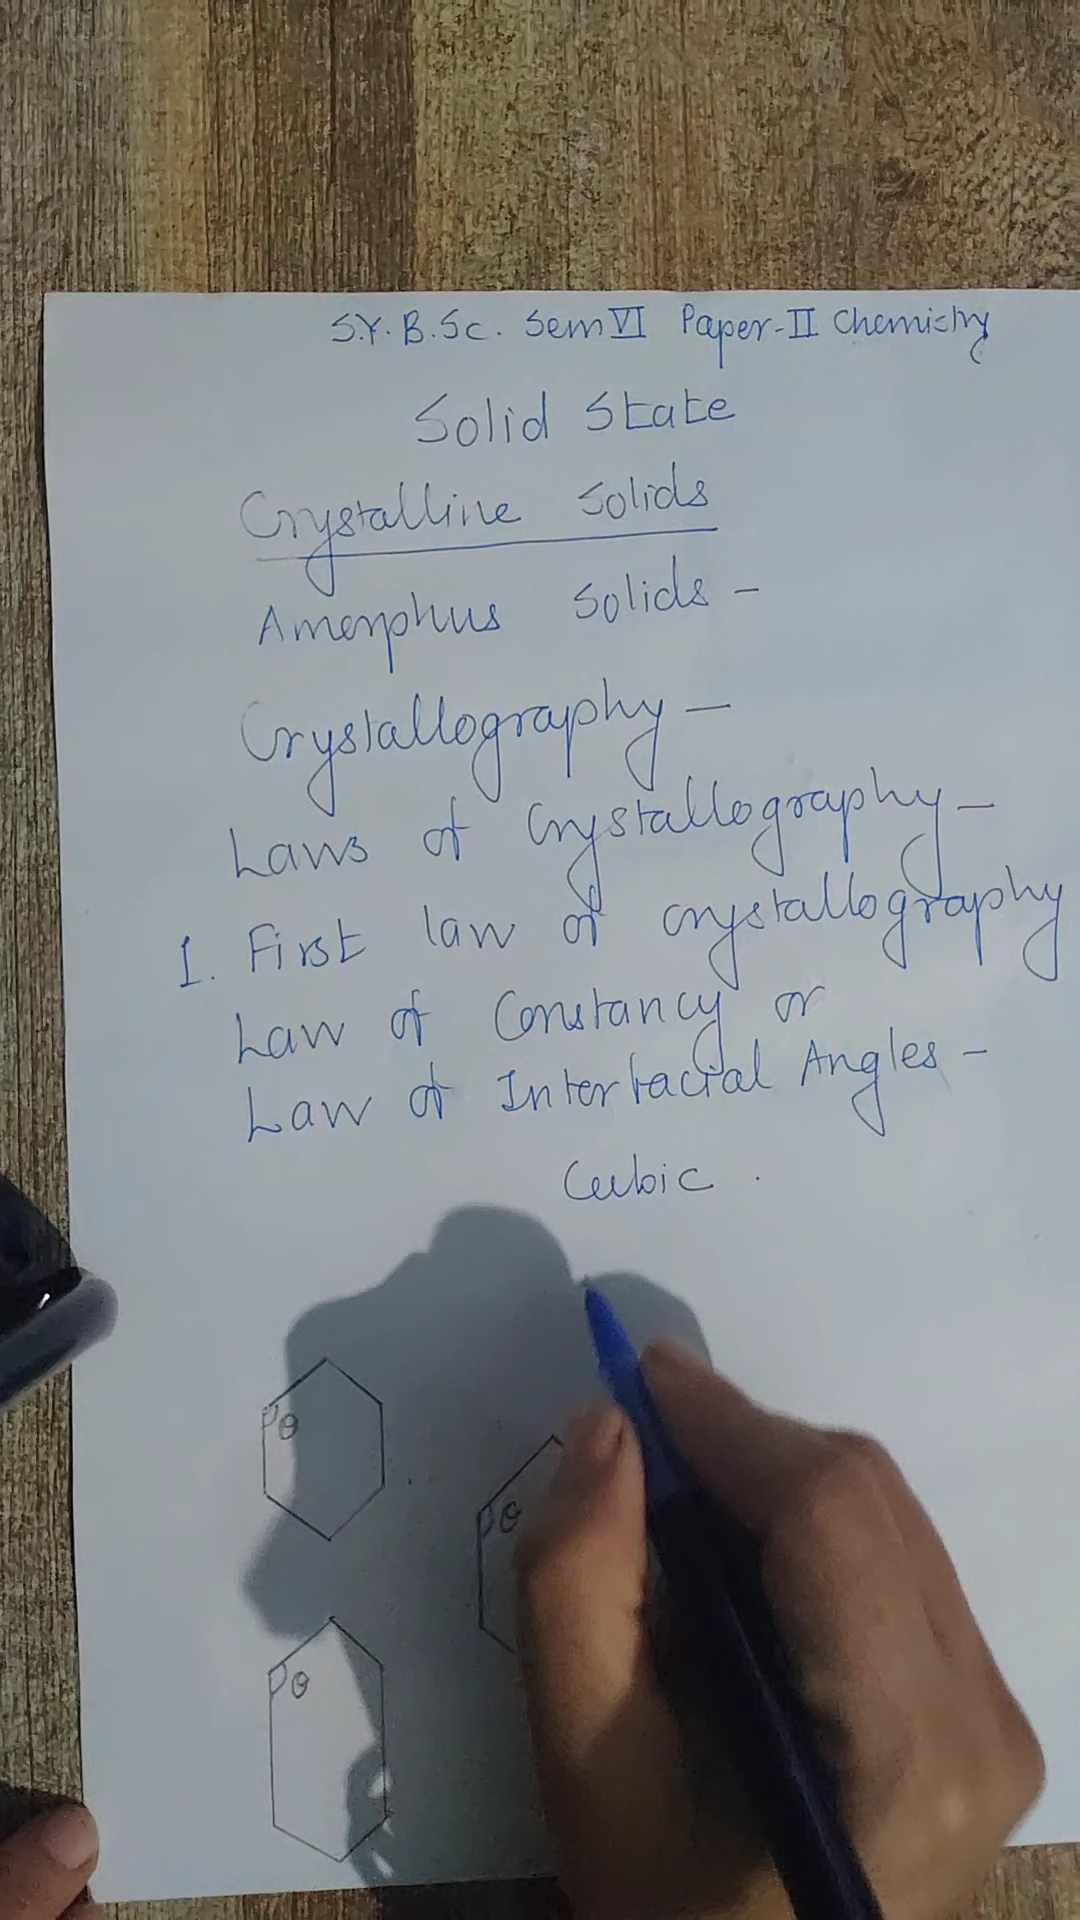 S.Y. B.Sc. Sem VI Paper-II Chemistry
Solid State
Crystalline Solids
Amorphus Solids -
Crystallography -
Laws of Crystallography -
1. First law of crystallography
Law of Constancy or
Law of Interfacial Angles -
Cubic .
θ
θ
θ